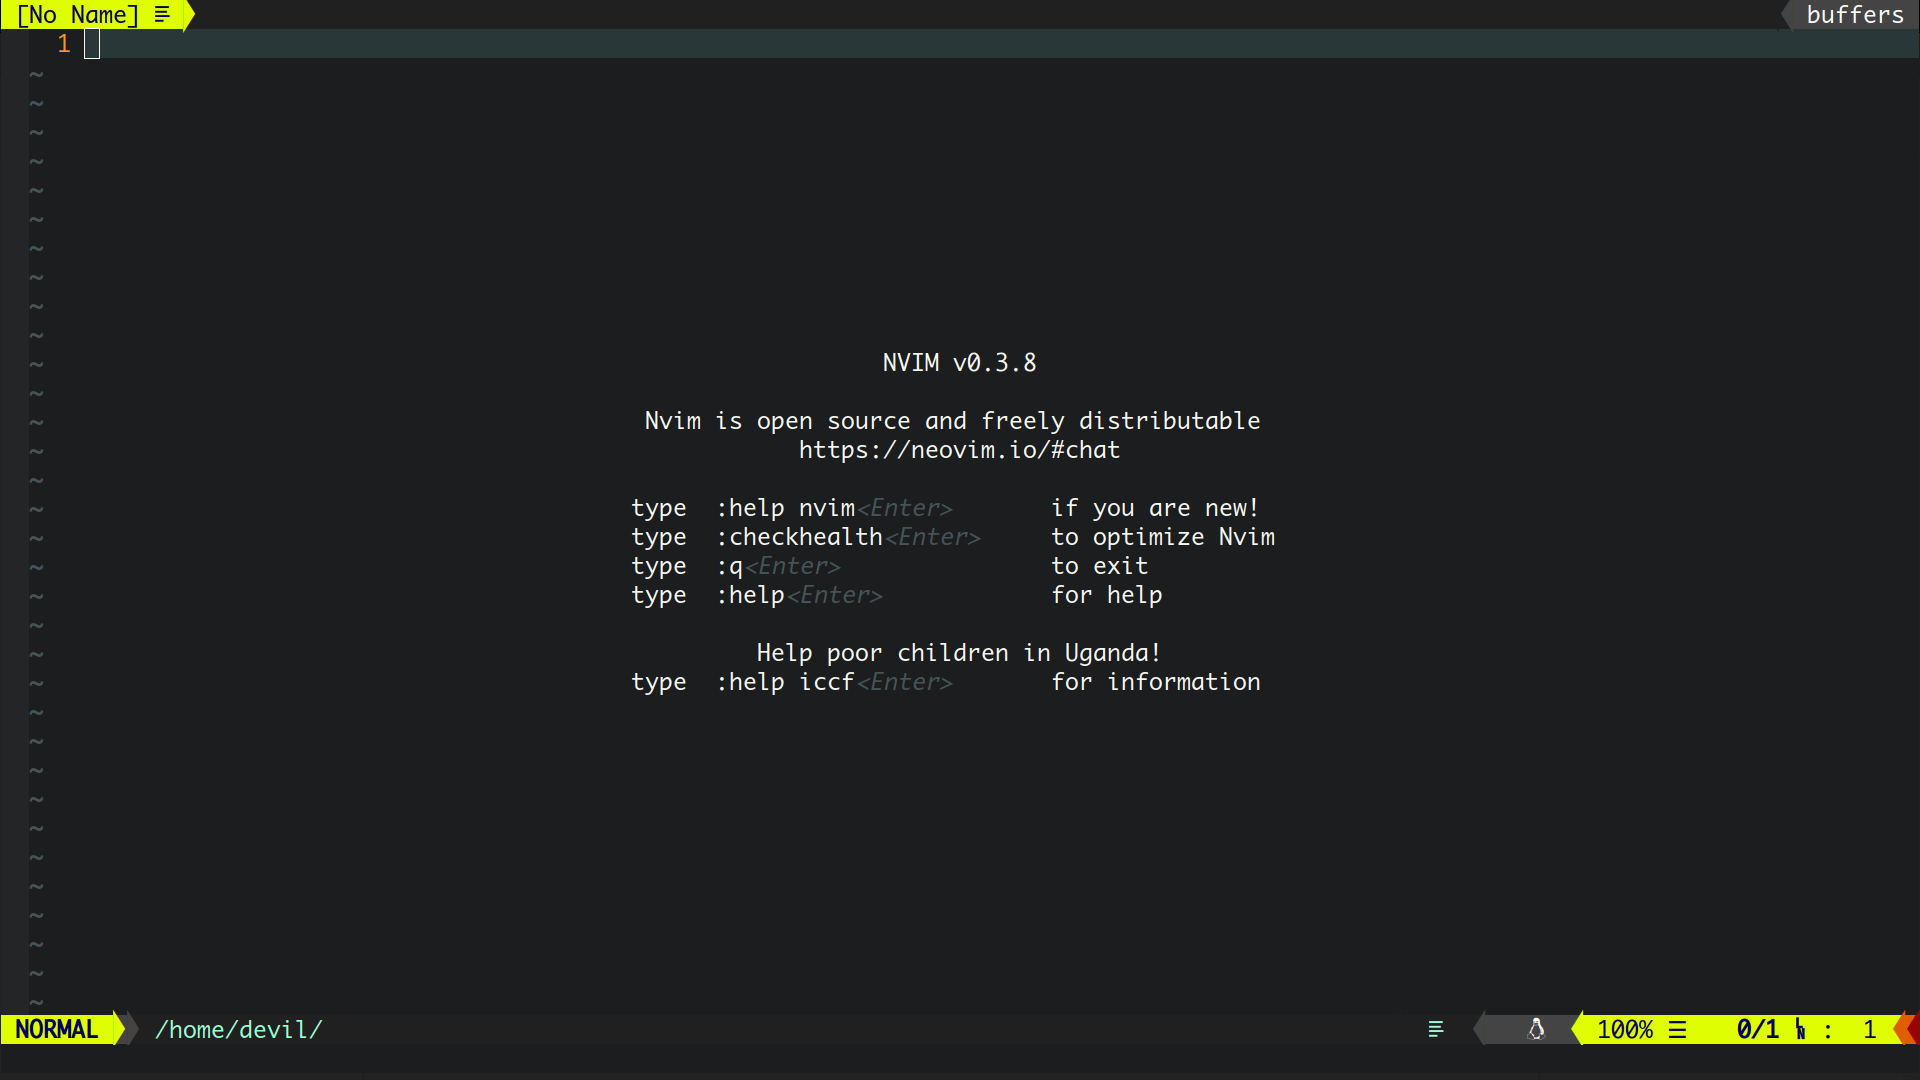 [No Name] buffers
1
~
~
~
~
~
~
~
~
~
~
~
NVIM v0.3.8
~
Nvim is open source and freely distributable
https://neovim.io/#chat
~
type :help nvim<Enter> if you are new!
type :checkhealth<Enter> to optimize Nvim
type :q<Enter> to exit
type :help<Enter> for help
~
Help poor children in Uganda!
type :help iccf<Enter> for information
~
~
~
~
~
~
~
~
~
~
~
NORMAL /home/devil/ 100% ☰ 0/1 : 1